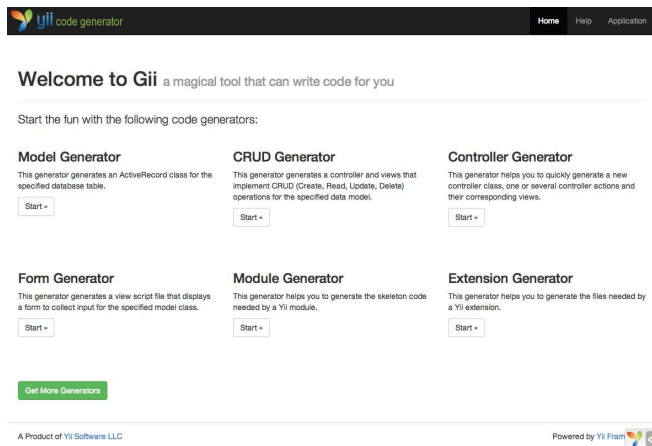 yii code generator
Home Help Application
Welcome to Gii a magical tool that can write code for you
Start the fun with the following code generators:
Model Generator
This generator generates an ActiveRecord class for the
specified database table.
Start »
CRUD Generator
This generator generates a controller and views that
implement CRUD (Create, Read, Update, Delete)
operations for the specified data model.
Start »
Controller Generator
This generator helps you to quickly generate a new
controller class, one or several controller actions and
their corresponding views.
Start »
Form Generator
This generator generates a view script file that displays
a form to collect input for the specified model class.
Start »
Module Generator
This generator helps you to generate the skeleton code
needed by a Yii module.
Start »
Extension Generator
This generator helps you to generate the files needed by
a Yii extension.
Start »
Get More Generators
A Product of Yii Software LLC
Powered by Yii Fram